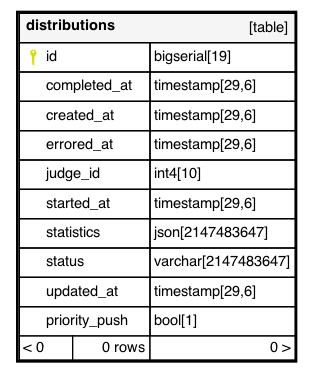 distributions [table]
id bigserial[19]
completed_at timestamp[29,6]
created_at timestamp[29,6]
errored_at timestamp[29,6]
judge_id int4[10]
started_at timestamp[29,6]
statistics json[2147483647]
status varchar[2147483647]
updated_at timestamp[29,6]
priority_push bool[1]
< 0 0 rows 0 >